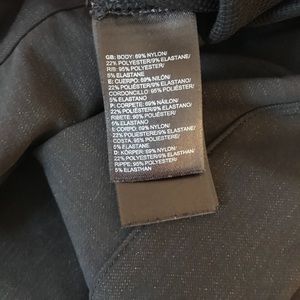 GB: BODY: 69% NYLON/
22% POLYESTER/9% ELASTANE/
RIB: 95% POLYESTER/
5% ELASTANE
E: CUERPO: 69% NILÓN/
22% POLIÉSTER/9% ELASTANO/
CORDONCILLO: 95% POLIÉSTER/
5% ELASTANO
P: CORPETE: 69% NÁILON/
22% POLIÉSTER/9% ELASTANO/
RIBETE: 95% POLIÉSTER/
5% ELASTANO
I: CORPO: 69% NYLON/
22% POLIESTERE/9% ELASTANE/
COSTA: 95% POLIESTERE/
5% ELASTANE
D: KÖRPER: 69% NYLON/
22% POLYESTER/9% ELASTHAN/
RIPPE: 95% POLYESTER/
5% ELASTHAN